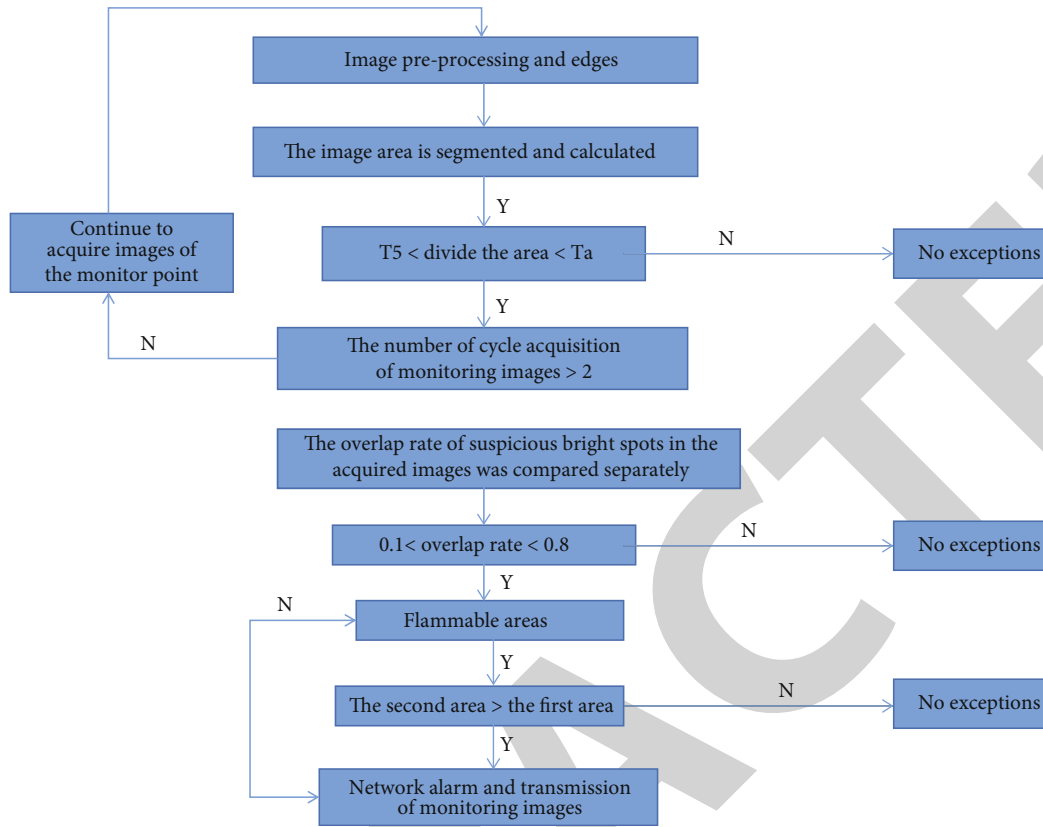 Image pre-processing and edges
The image area is segmented and calculated
Y
Continue to
acquire images of
the monitor point
T5 < divide the area < Ta
N
No exceptions
Y
N
The number of cycle acquisition
of monitoring images > 2
The overlap rate of suspicious bright spots in the
acquired images was compared separately
0.1< overlap rate < 0.8
N
No exceptions
Y
N
Flammable areas
Y
The second area > the first area
N
No exceptions
Y
Network alarm and transmission
of monitoring images